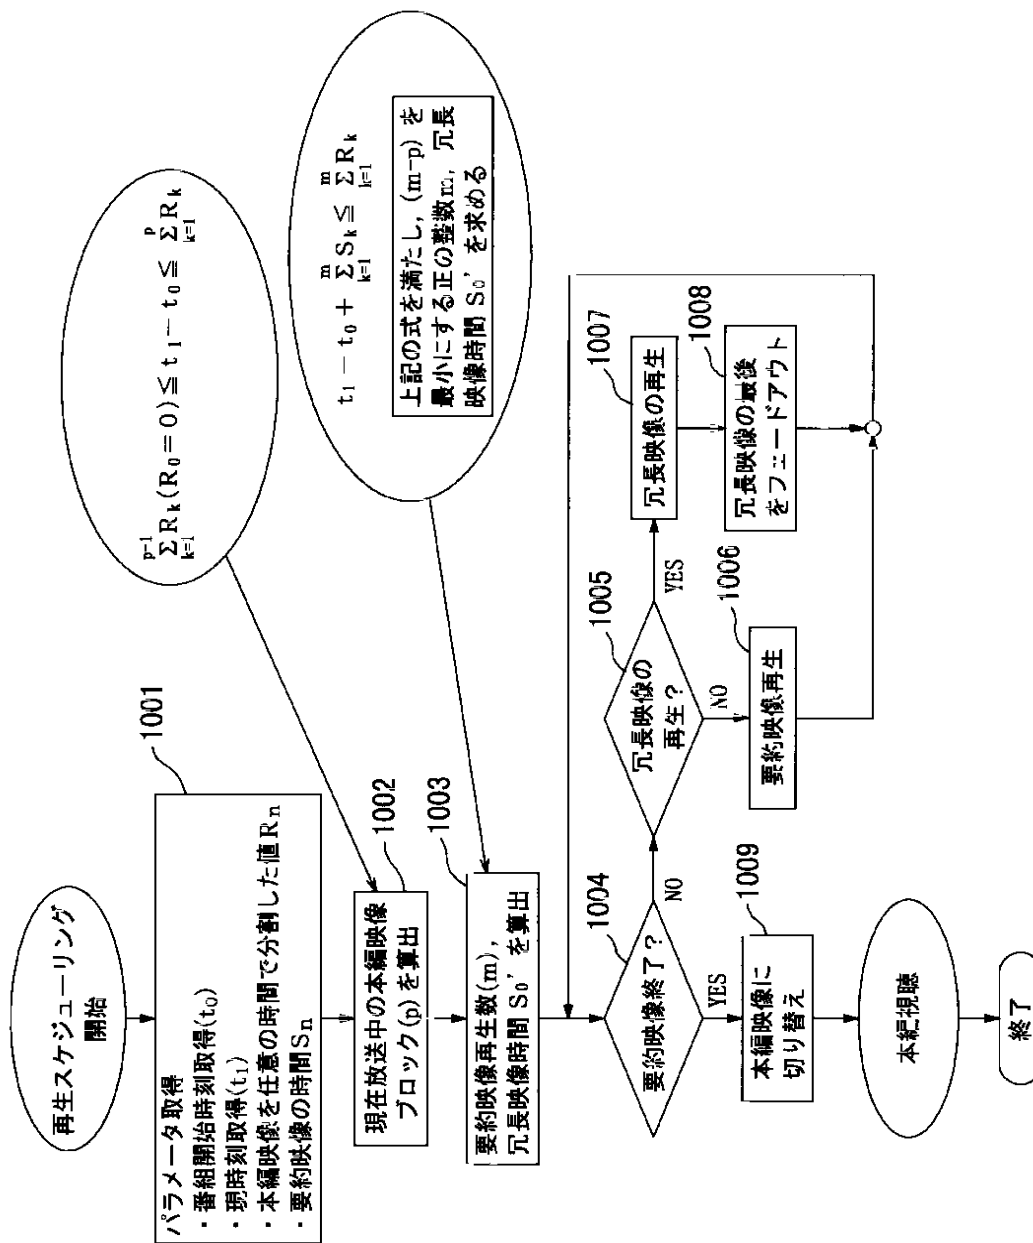 再生スケジューリング
開始
1001
パラメータ取得
・番組開始時刻取得(t₀)
・現時刻取得(t₁)
・本編映像を任意の時間で分割した値Rₙ
・要約映像の時間Sₙ
1002
現在放送中の本編映像
ブロック(p)を算出
p-1
ΣRₖ(R₀=0)≦t₁-t₀≦ΣRₖ
k=1
p
k=1
1003
要約映像再生数(m),
冗長映像時間S₀'を算出
m
t₁-t₀+ΣSₖ≦ΣRₖ
k=1
m
k=1
上記の式を満たし,(m-p)を
最小にする正の整数m,冗長
映像時間S₀'を求める
1004
要約映像終了?
NO
YES
1005
冗長映像の
再生?
YES
NO
1006
要約映像再生
1007
冗長映像の再生
1008
冗長映像の最後
をフェードアウト
1009
本編映像に
切り替え
本編視聴
終了